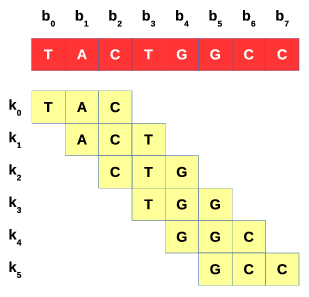 b₀ b₁ b₂ b₃ b₄ b₅ b₆ b₇
T A C T G G C C
k₀ T A C
k₁ A C T
k₂ C T G
k₃ T G G
k₄ G G C
k₅ G C C